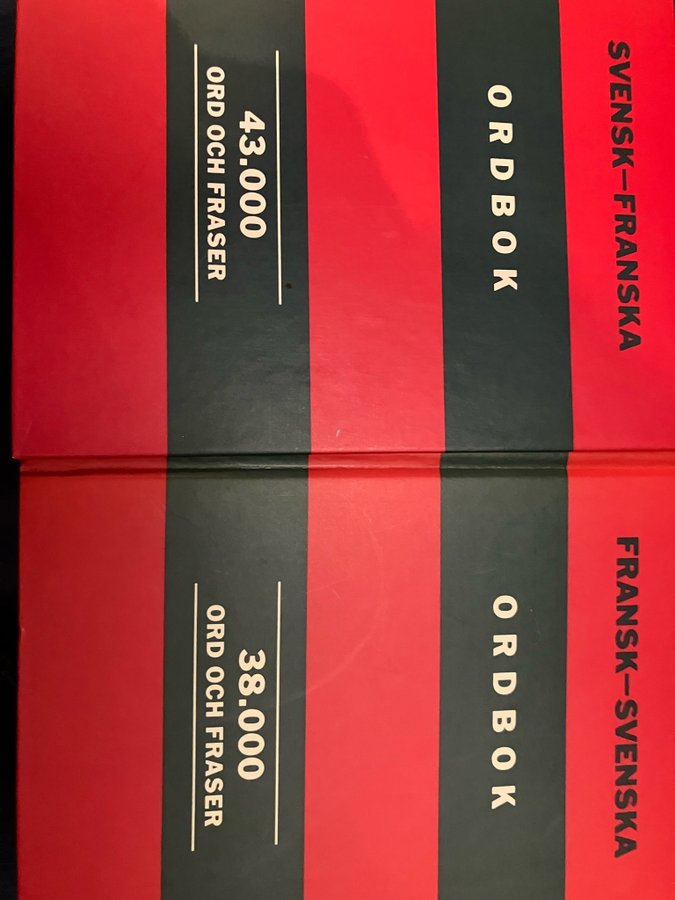 SVENSK–FRANSKA
ORDBOK
43.000
ORD OCH FRASER
FRANSK–SVENSKA
ORDBOK
38.000
ORD OCH FRASER